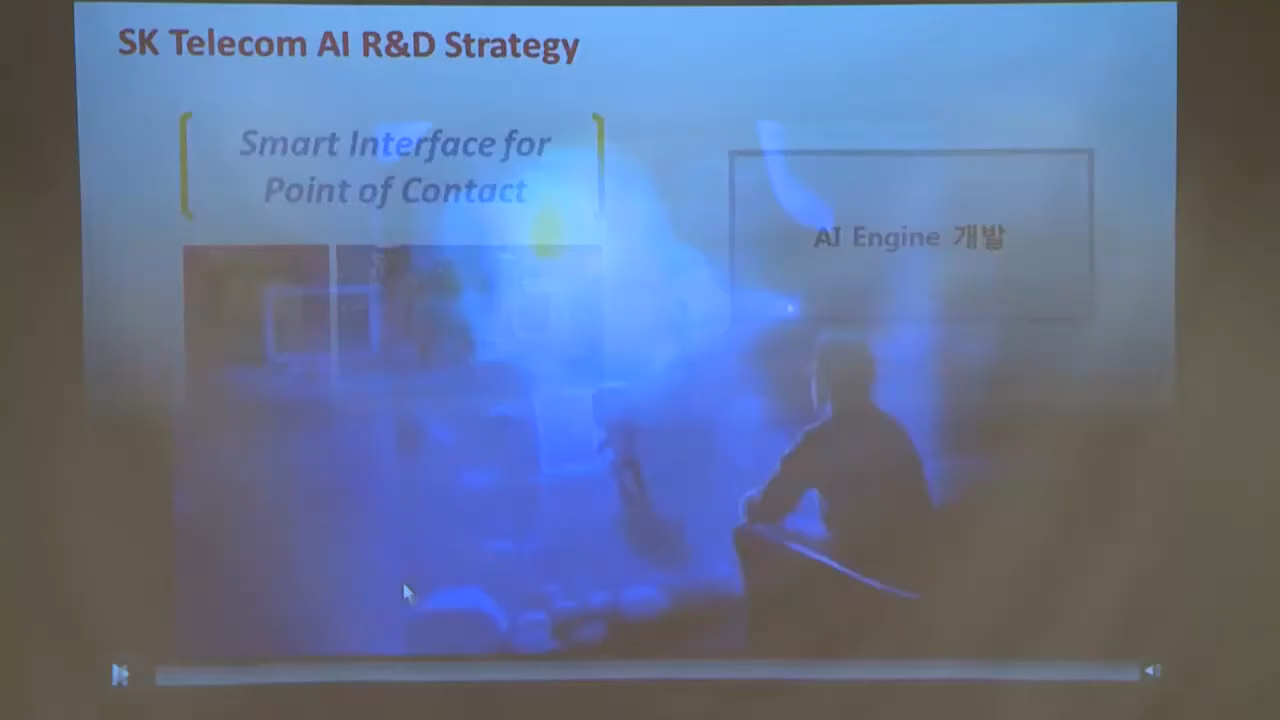 SK Telecom AI R&D Strategy
Smart Interface for
Point of Contact
AI Engine 개발